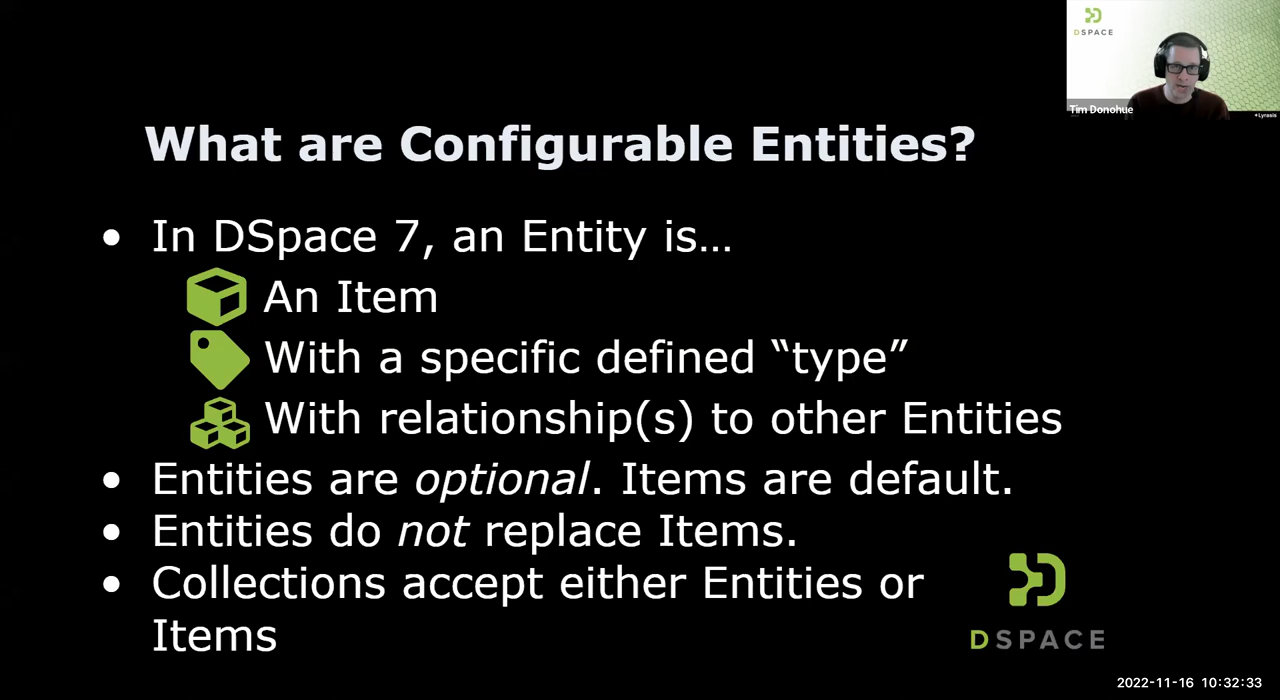 DSPACE
Tim Donohue
Lyrasis
What are Configurable Entities?
• In DSpace 7, an Entity is…
An Item
With a specific defined “type”
With relationship(s) to other Entities
• Entities are optional. Items are default.
• Entities do not replace Items.
• Collections accept either Entities or
Items
DSPACE
2022-11-16 10:32:33